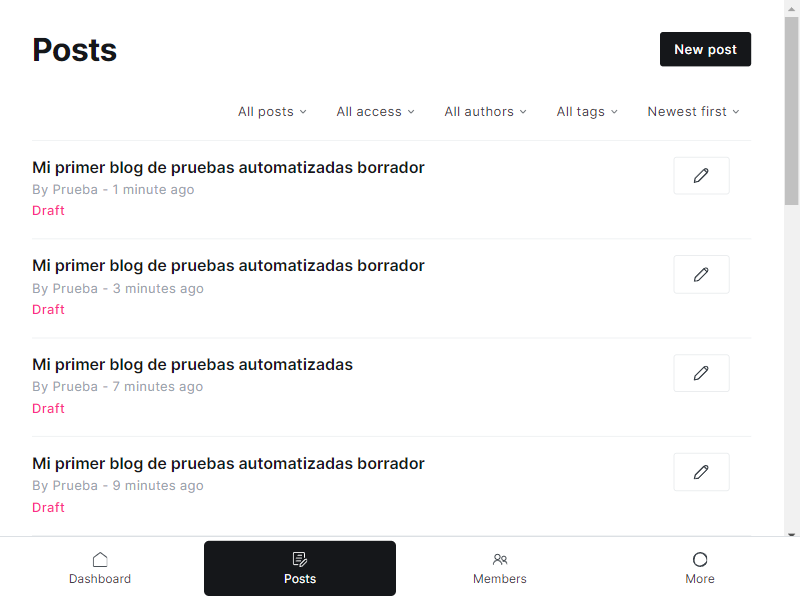 Posts
New post
All posts
All access
All authors
All tags
Newest first
Mi primer blog de pruebas automatizadas borrador
By Prueba - 1 minute ago
Draft
Mi primer blog de pruebas automatizadas borrador
By Prueba - 3 minutes ago
Draft
Mi primer blog de pruebas automatizadas
By Prueba - 7 minutes ago
Draft
Mi primer blog de pruebas automatizadas borrador
By Prueba - 9 minutes ago
Draft
Dashboard
Posts
Members
More